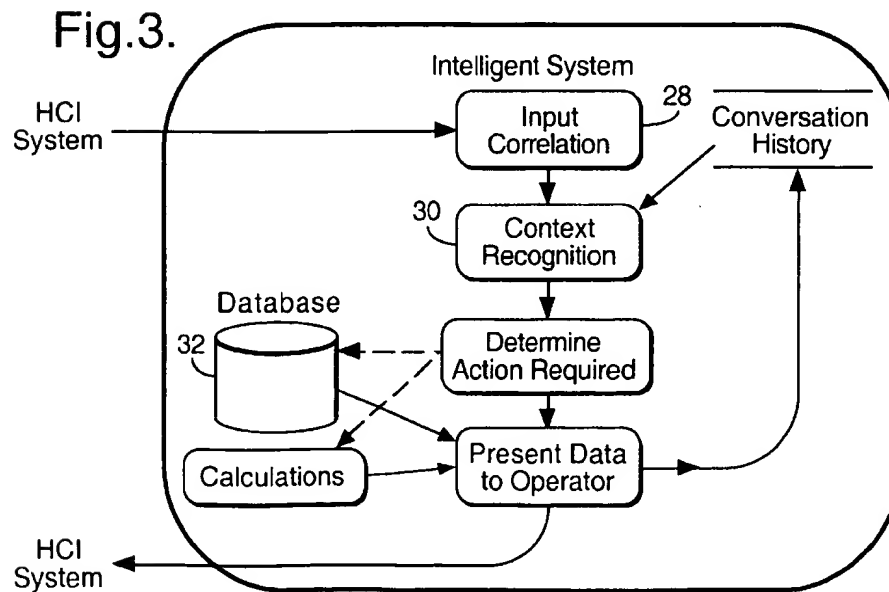 Fig.3.
Intelligent System
HCI
System
Input
Correlation
28
Conversation
History
30
Context
Recognition
Database
32
Determine
Action Required
Calculations
Present Data
to Operator
HCI
System